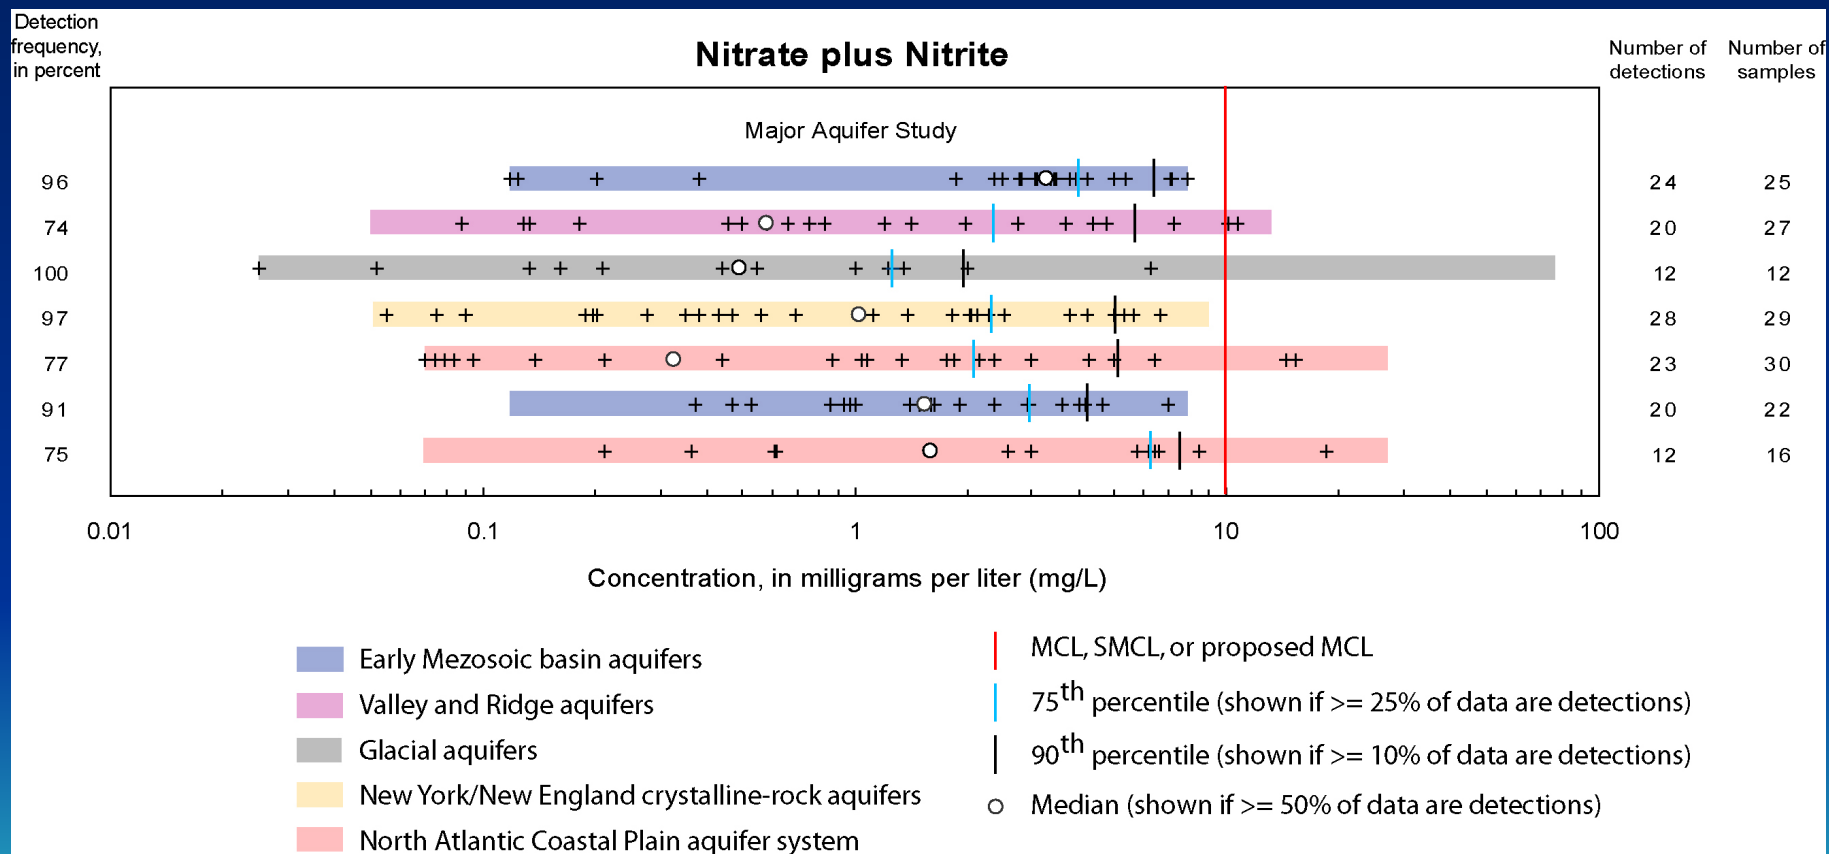 Detection
frequency,
in percent
Nitrate plus Nitrite
Number of
detections
Number of
samples
Major Aquifer Study
96 24 25
74 20 27
100 12 12
97 28 29
77 23 30
91 20 22
75 12 16
0.01 0.1 1 10 100
Concentration, in milligrams per liter (mg/L)
Early Mezosoic basin aquifers
Valley and Ridge aquifers
Glacial aquifers
New York/New England crystalline-rock aquifers
North Atlantic Coastal Plain aquifer system
MCL, SMCL, or proposed MCL
75th percentile (shown if >= 25% of data are detections)
90th percentile (shown if >= 10% of data are detections)
Median (shown if >= 50% of data are detections)